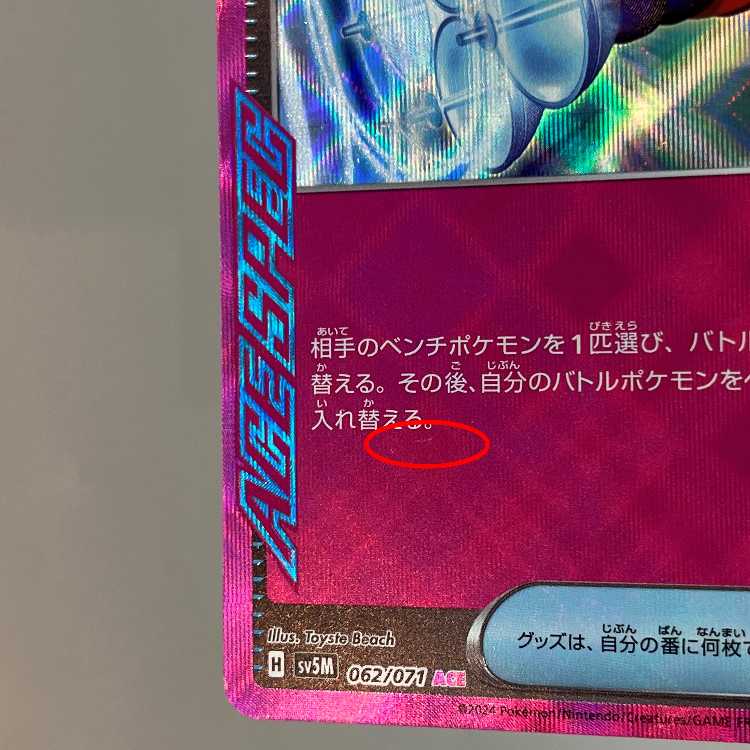 ACE SPEC
相手のベンチポケモンを1匹選び、バトル
替える。その後、自分のバトルポケモンを
入れ替える。
グッズは、自分の番に何枚で
Illus. Toyste Beach
H sv5M 062/071 ACE
©2024 Pokémon/Nintendo/Creatures/GAME FR